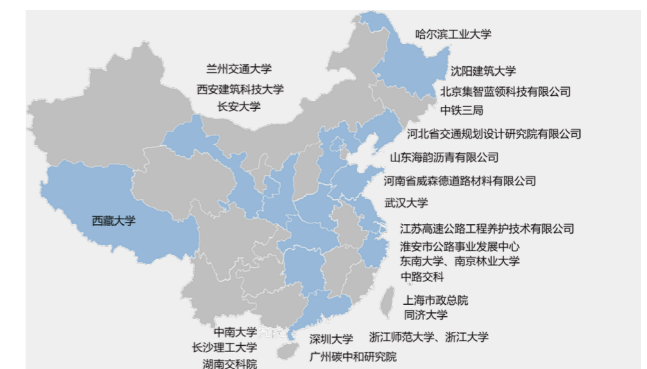 哈尔滨工业大学
兰州交通大学
沈阳建筑大学
西安建筑科技大学
北京集智蓝领科技有限公司
长安大学
中铁三局
河北省交通规划设计研究院有限公司
山东海韵沥青有限公司
河南省威森德道路材料有限公司
武汉大学
西藏大学
江苏高速公路工程养护技术有限公司
淮安市公路事业发展中心
东南大学、南京林业大学
中路交科
上海市政总院
同济大学
中南大学
深圳大学
浙江师范大学、浙江大学
长沙理工大学
广州碳中和研究院
湖南交科院